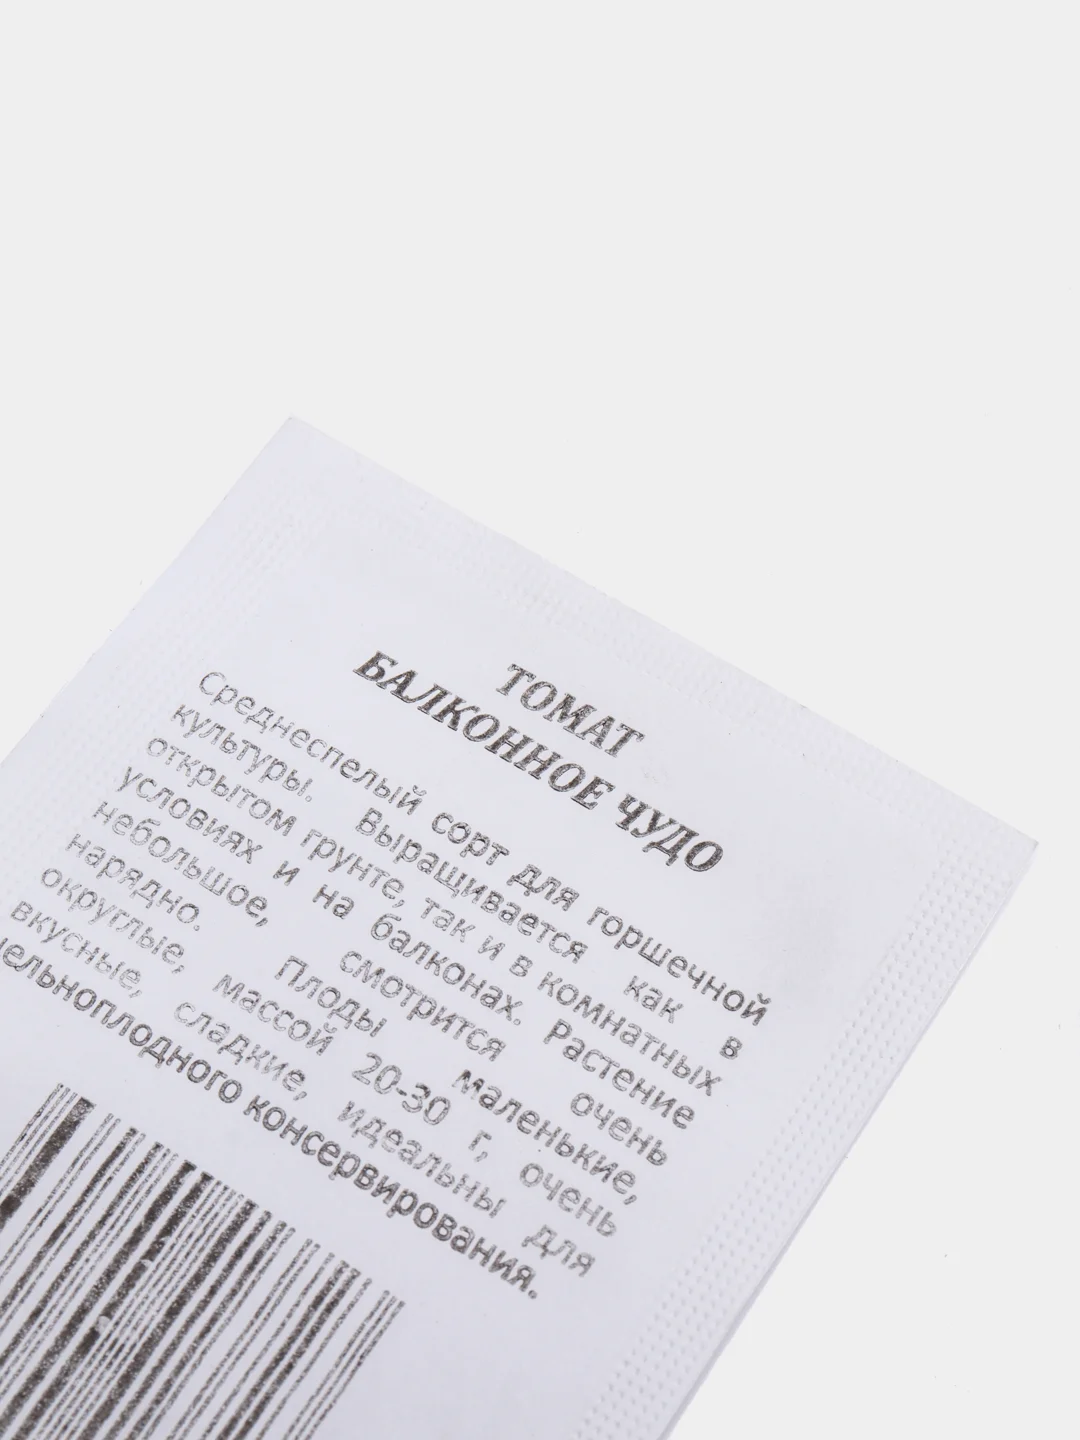 ТОМАТ
БАЛКОННОЕ ЧУДО
Среднеспелый сорт для горшечной
культуры. Выращивается как в
открытом грунте, так и в комнатных
условиях и на балконах. Растение
небольшое, смотрится очень
нарядно. Плоды маленькие,
округлые, массой 20-30 г, очень
вкусные, сладкие, идеальны для
цельноплодного консервирования.